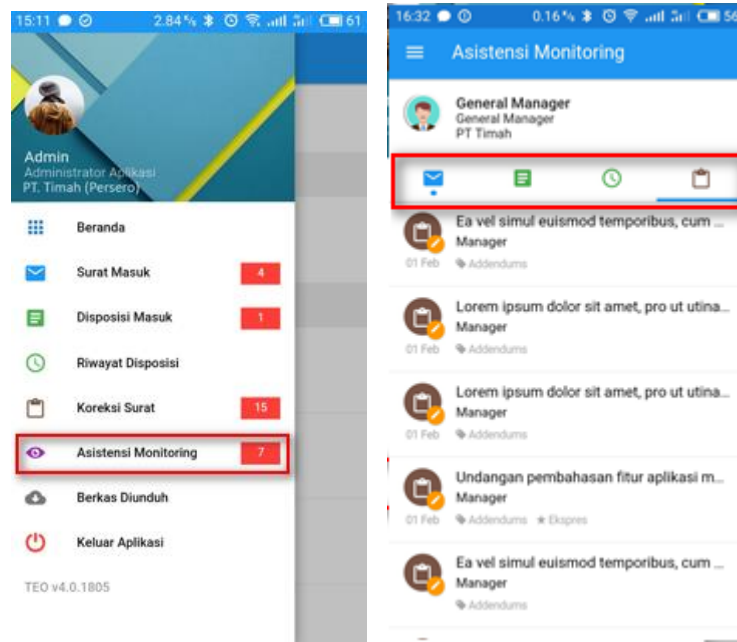 15:11 2.84% 61
Admin
Administrator Aplikasi
PT. Timah (Persero)
Beranda
Surat Masuk 4
Disposisi Masuk 1
Riwayat Disposisi
Koreksi Surat 15
Asistensi Monitoring 7
Berkas Diunduh
Keluar Aplikasi
TEO v4.0.1805
16:32 0.16% 56
Asistensi Monitoring
General Manager
General Manager
PT Timah
Ea vel simul euismod temporibus, cum ...
Manager
01 Feb Addendums
Lorem ipsum dolor sit amet, pro ut utina...
Manager
01 Feb Addendums
Lorem ipsum dolor sit amet, pro ut utina...
Manager
01 Feb Addendums
Undangan pembahasan fitur aplikasi m...
Manager
01 Feb Addendums Ekspres
Ea vel simul euismod temporibus, cum ...
Manager
Addendums